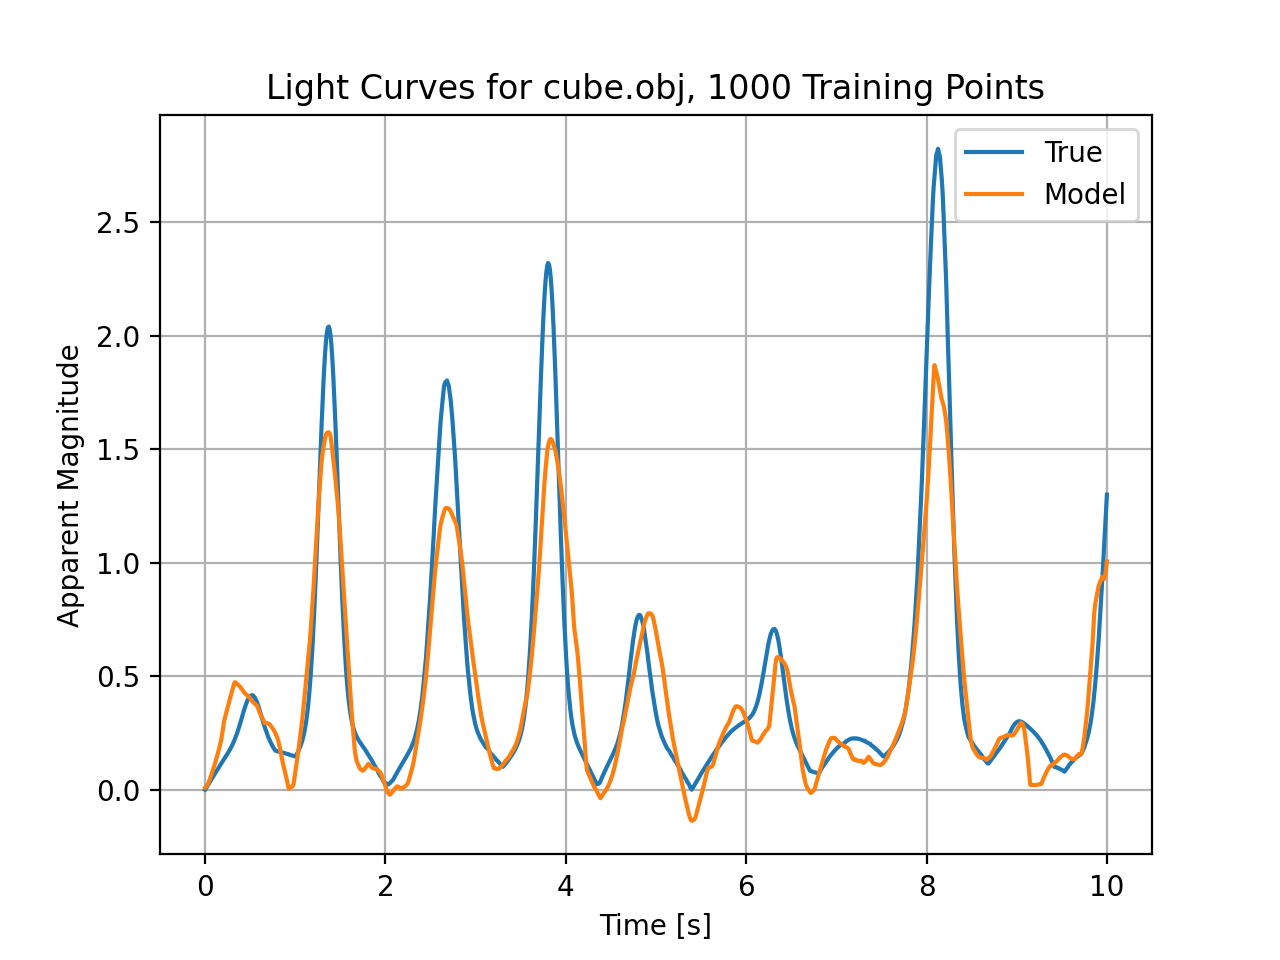 Light Curves for cube.obj, 1000 Training Points
True
Model
2.5
2.0
1.5
1.0
0.5
0.0
Apparent Magnitude
0 2 4 6 8 10
Time [s]